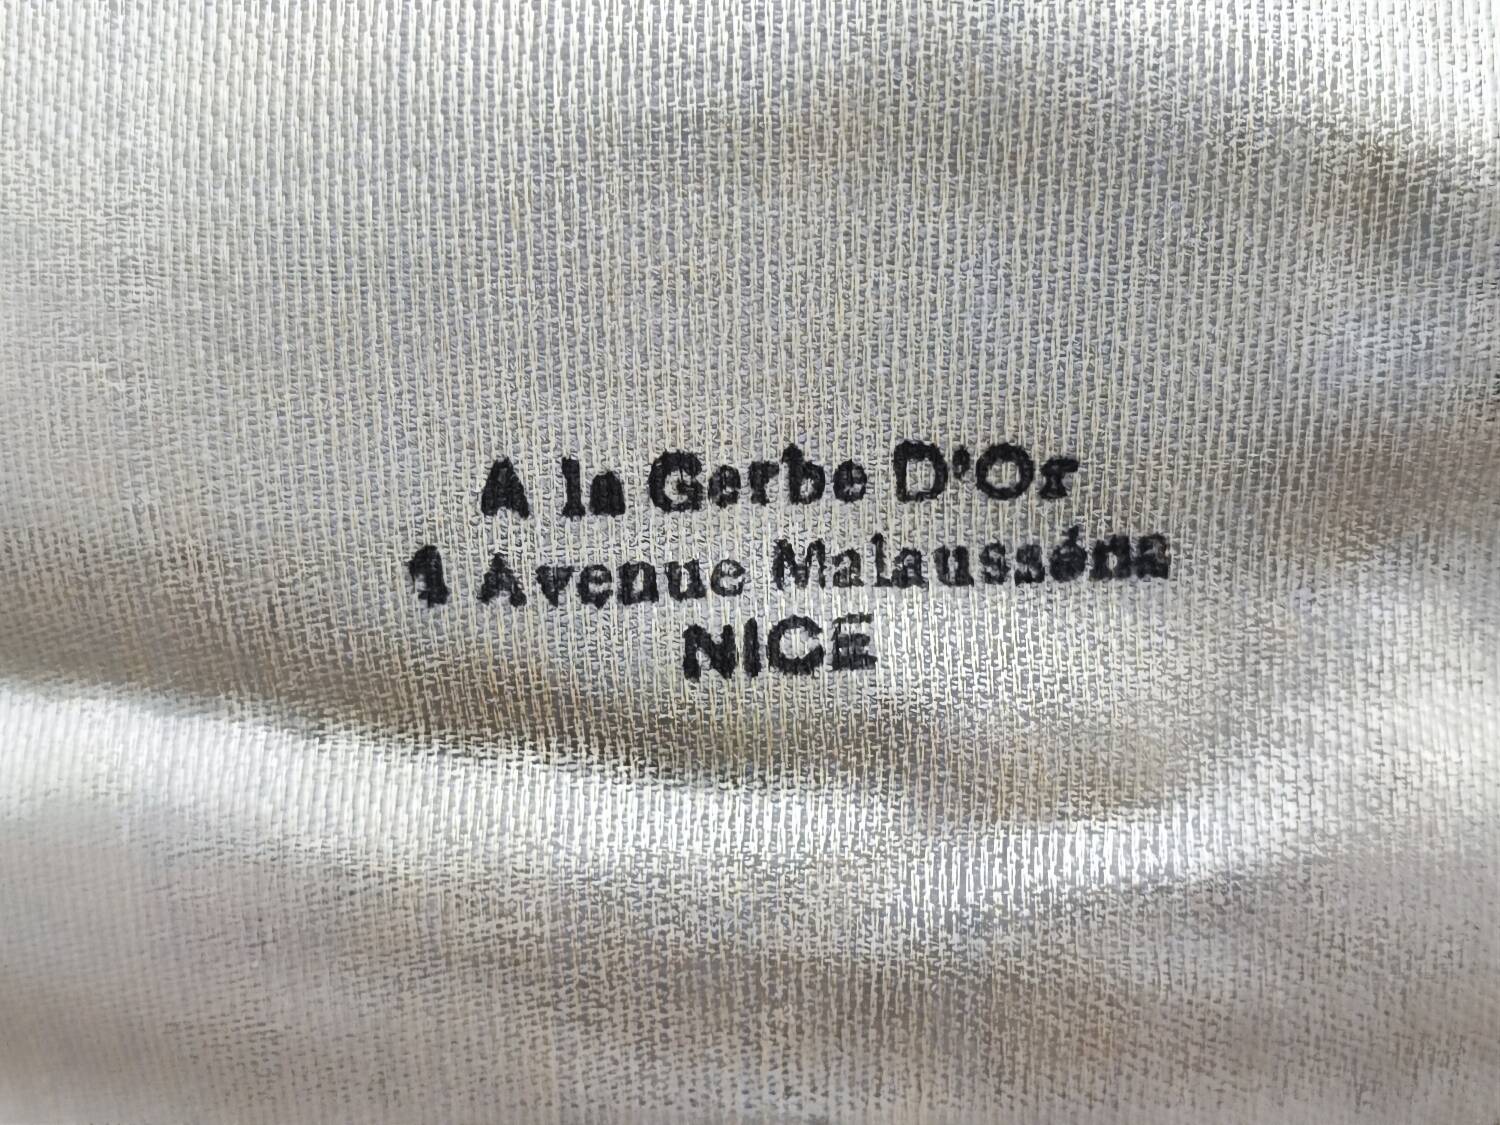 A la Gerbe D'Or
1 Avenue Malausséna
NICE